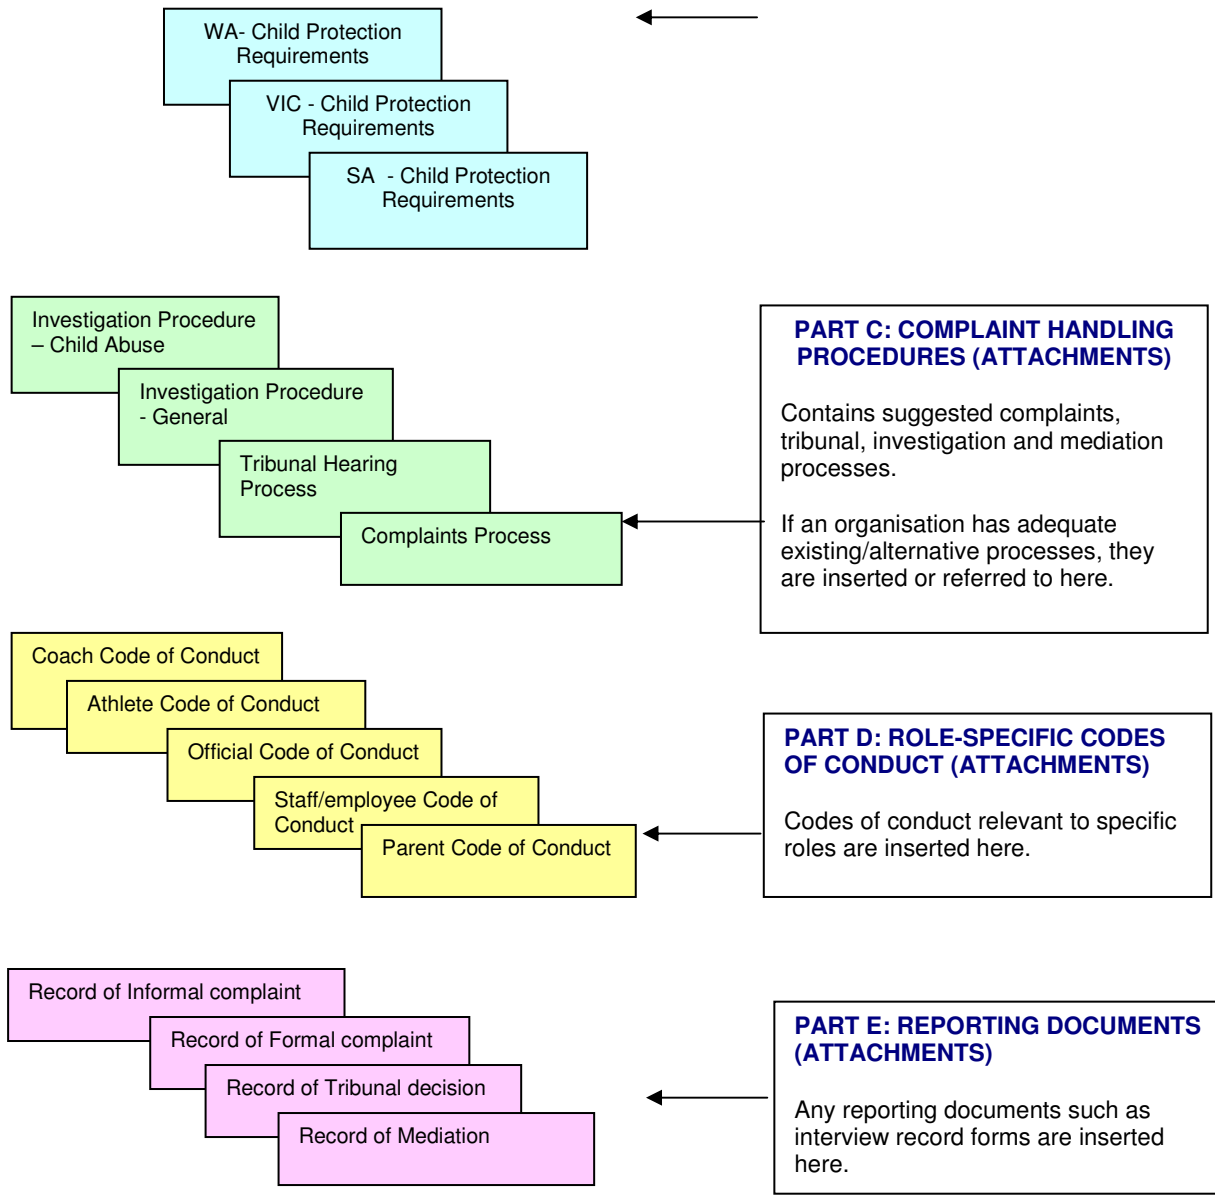 WA- Child Protection
Requirements
VIC - Child Protection
Requirements
SA  - Child Protection
Requirements
Investigation Procedure
– Child Abuse
Investigation Procedure
- General
Tribunal Hearing
Process
Complaints Process
PART C: COMPLAINT HANDLING
PROCEDURES (ATTACHMENTS)
Contains suggested complaints,
tribunal, investigation and mediation
processes.
If an organisation has adequate
existing/alternative processes, they
are inserted or referred to here.
Coach Code of Conduct
Athlete Code of Conduct
Official Code of Conduct
Staff/employee Code of
Conduct
Parent Code of Conduct
PART D: ROLE-SPECIFIC CODES
OF CONDUCT (ATTACHMENTS)
Codes of conduct relevant to specific
roles are inserted here.
Record of Informal complaint
Record of Formal complaint
Record of Tribunal decision
Record of Mediation
PART E: REPORTING DOCUMENTS
(ATTACHMENTS)
Any reporting documents such as
interview record forms are inserted
here.